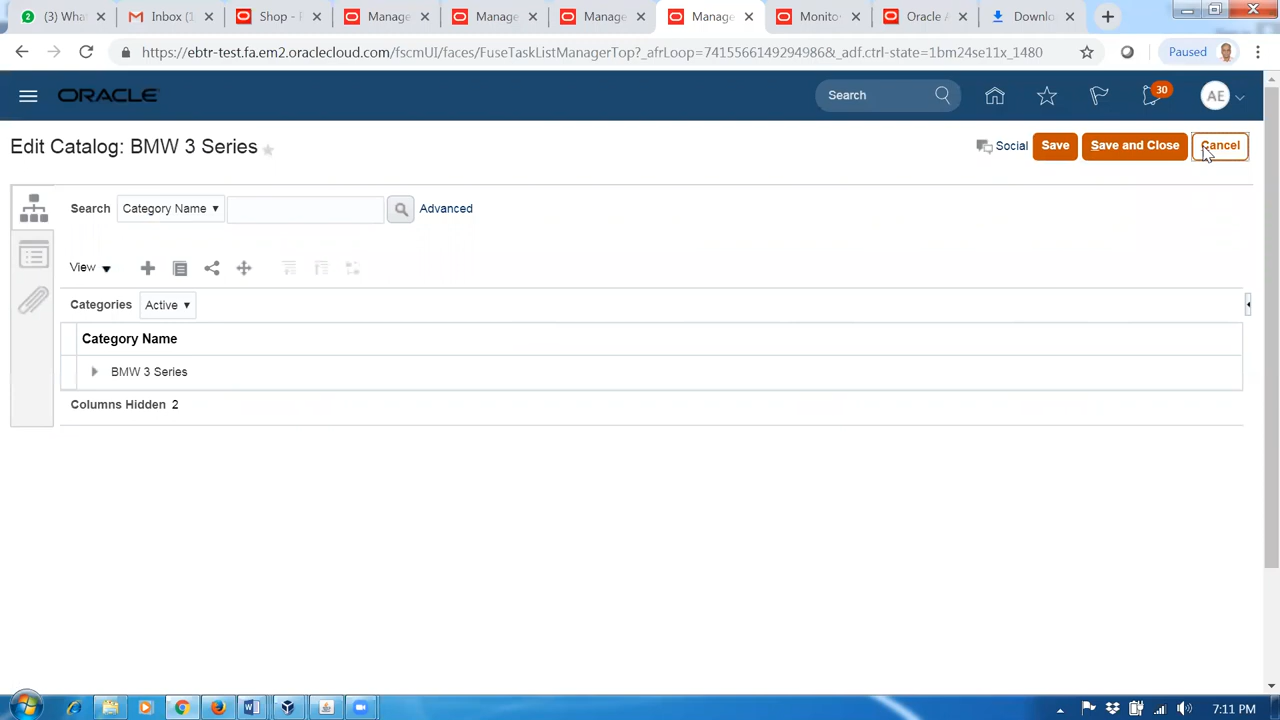 (3) Wha
Inbox
Shop -
Manage
Manage
Manage
Manage
Monito
Oracle
Downlo
https://ebtr-test.fa.em2.oraclecloud.com/fscmUI/faces/FuseTaskListManagerTop?_afrLoop=74155661492949868&_adf.ctrl-state=1bm24se11x_1480
Paused
ORACLE
Search
30
AE
Edit Catalog: BMW 3 Series
Social
Save
Save and Close
Cancel
Search
Category Name
Advanced
View
Categories
Active
Category Name
BMW 3 Series
Columns Hidden 2
7:11 PM